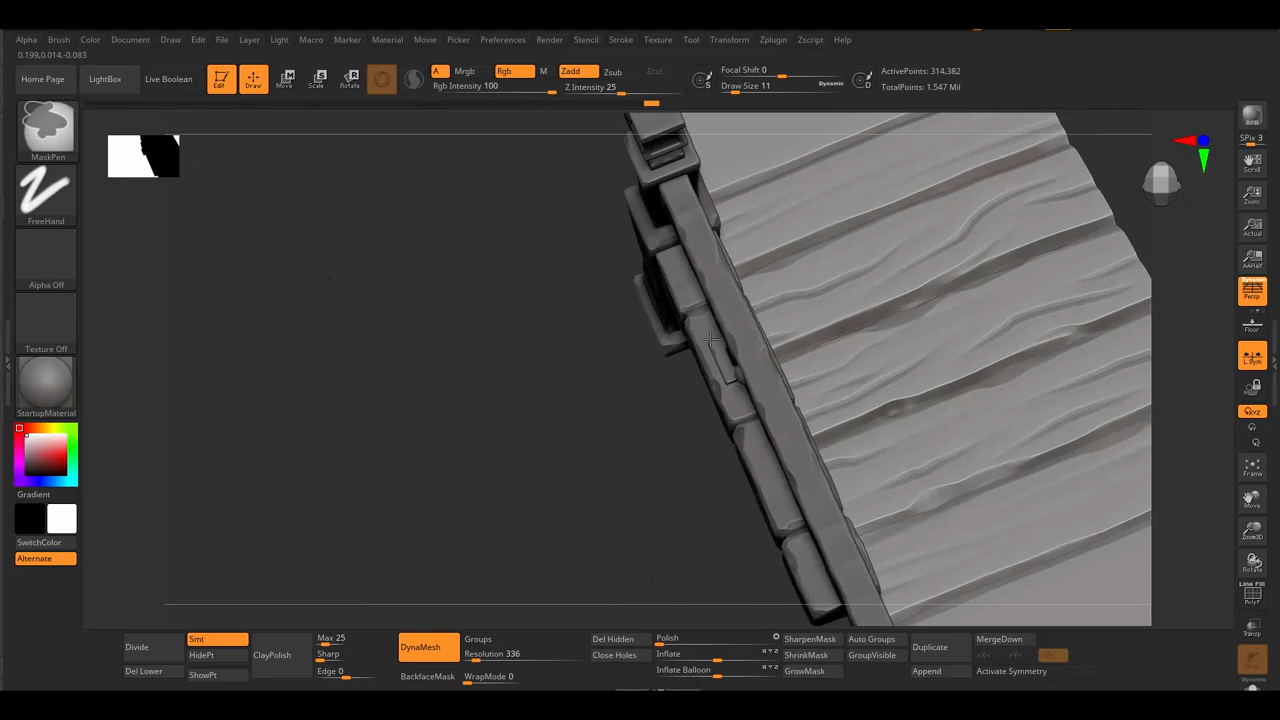 Alpha Brush Color Document Draw Edit File Layer Light Macro Marker Material Movie Picker Preferences Render Stencil Stroke Texture Tool Transform Zplugin Zscript Help
0.199,0.014,-0.083
Home Page LightBox Live Boolean Edit Draw Move Scale Rotate A Mrgb Rgb M Zadd Zsub Zcut Focal Shift 0 ActivePoints: 314,382
Rgb Intensity 100 Z Intensity 25 S Draw Size 11 Dynamic D TotalPoints: 1.547 Mil
MaskPen
FreeHand
Alpha Off
Texture Off
StartupMaterial
Gradient
SwitchColor
Alternate
BPR
SPix 3
Scroll
Zoom
Actual
AAHalf
Dynamic
Persp
Floor
L.Sym
XYZ
Frame
Move
Zoom3D
Rotate
Line Fill
PolyF
Transp
Dynamic
Divide Smt ClayPolish Max 25 DynaMesh Groups Del Hidden Polish SharpenMask Auto Groups Duplicate MergeDown
HidePt Sharp Resolution 336 Close Holes Inflate ShrinkMask GroupVisible >X< >Y< >Z<
Del Lower ShowPt Edge 0 BackfaceMask WrapMode 0 Inflate Balloon GrowMask Append Activate Symmetry